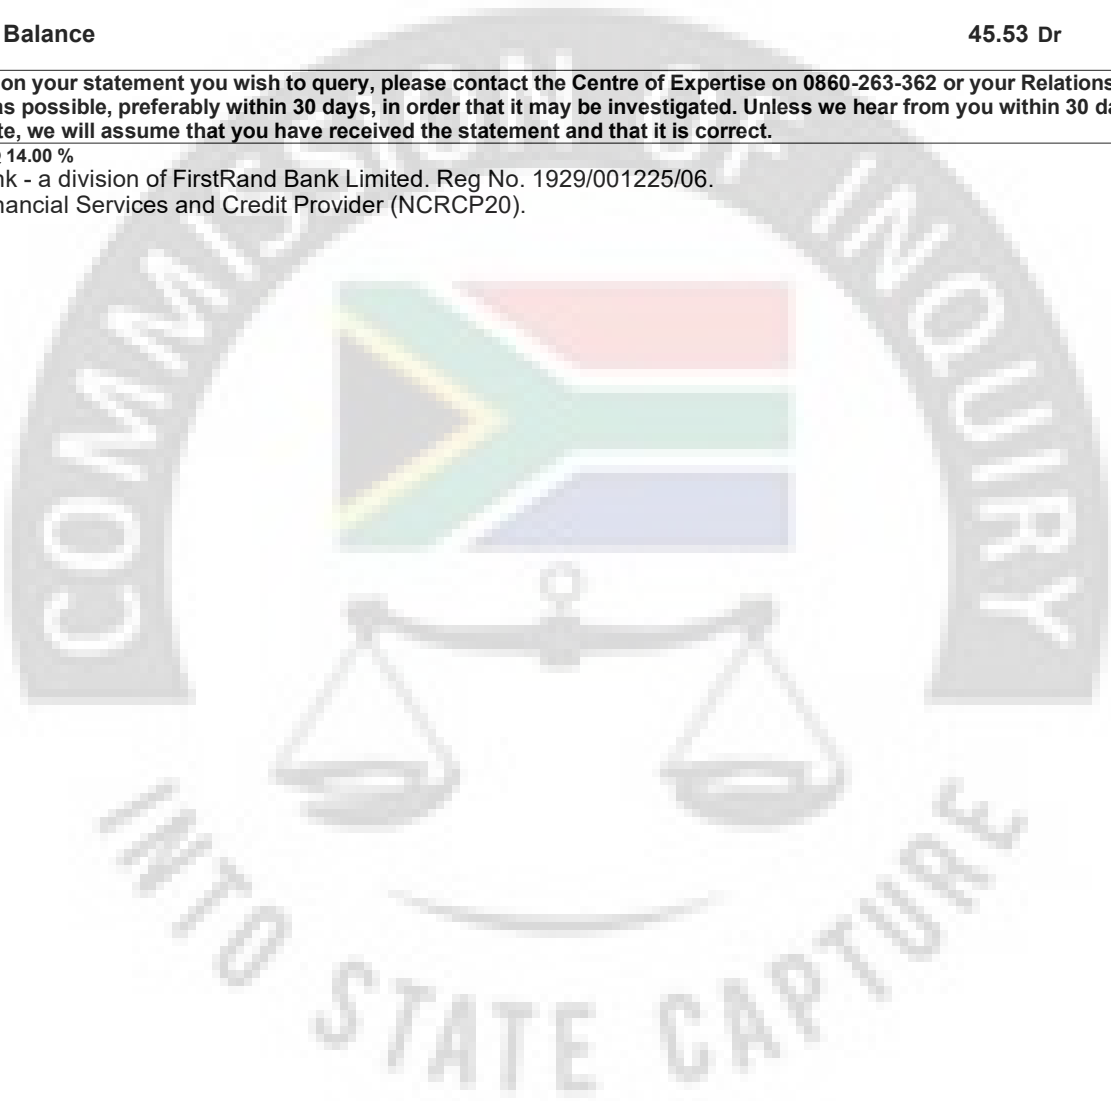 Balance 45.53 Dr
on your statement you wish to query, please contact the Centre of Expertise on 0860-263-362 or your Relations
as possible, preferably within 30 days, in order that it may be investigated. Unless we hear from you within 30 da
te, we will assume that you have received the statement and that it is correct.
14.00 %
nk - a division of FirstRand Bank Limited. Reg No. 1929/001225/06.
nancial Services and Credit Provider (NCRCP20).
COMMISSION OF INQUIRY
INTO STATE CAPTURE